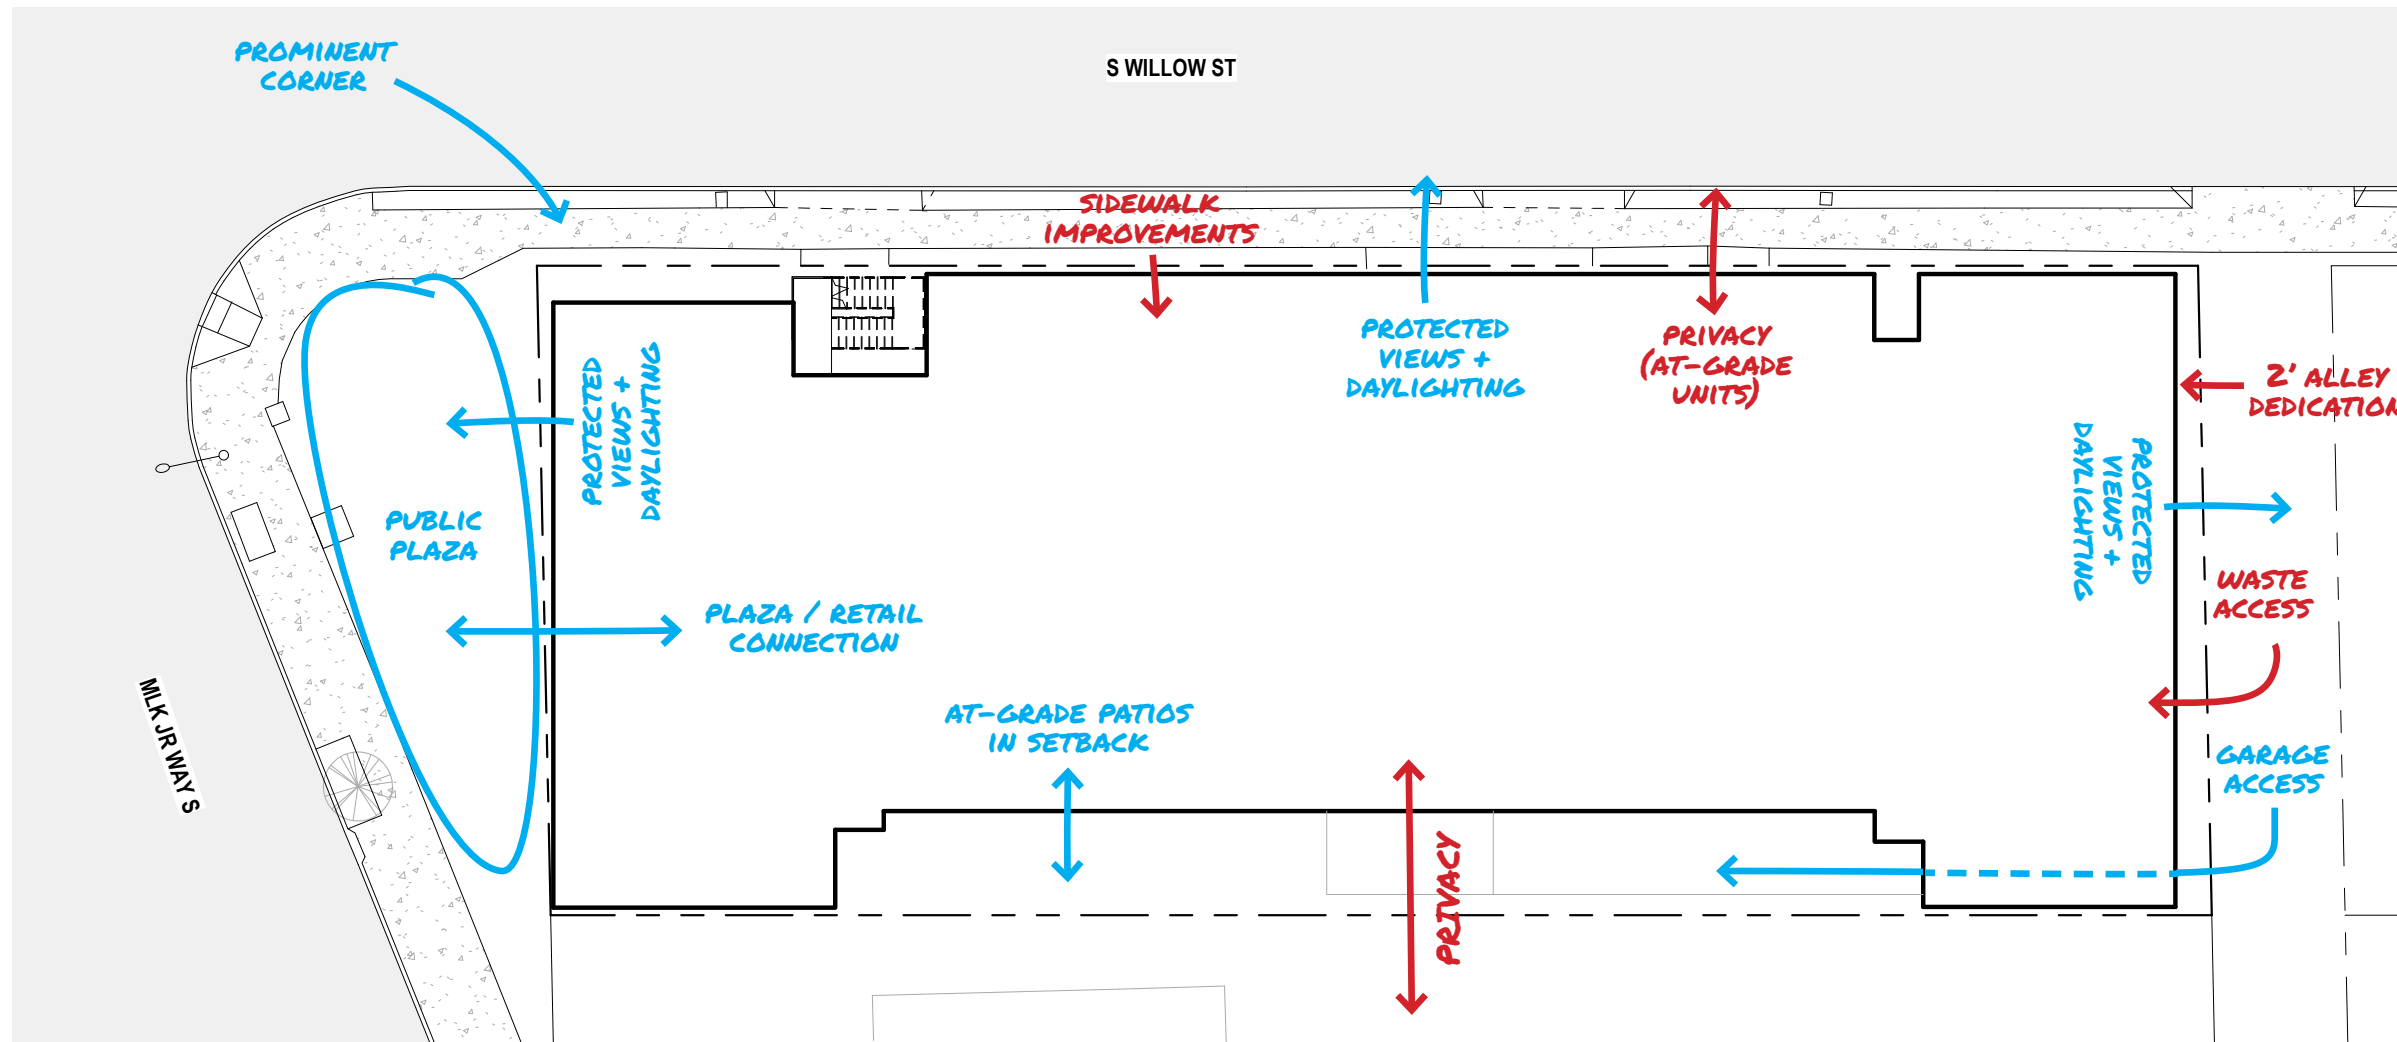 PROMINENT
CORNER
S WILLOW ST
SIDEWALK
IMPROVEMENTS
PROTECTED
VIEWS +
DAYLIGHTING
PRIVACY
(AT-GRADE
UNITS)
2' ALLEY
DEDICATION
PROTECTED
VIEWS +
DAYLIGHTING
PROTECTED
VIEWS +
DAYLIGHTING
PUBLIC
PLAZA
WASTE
ACCESS
PLAZA / RETAIL
CONNECTION
MLK JR WAY S
AT-GRADE PATIOS
IN SETBACK
GARAGE
ACCESS
PRIVACY